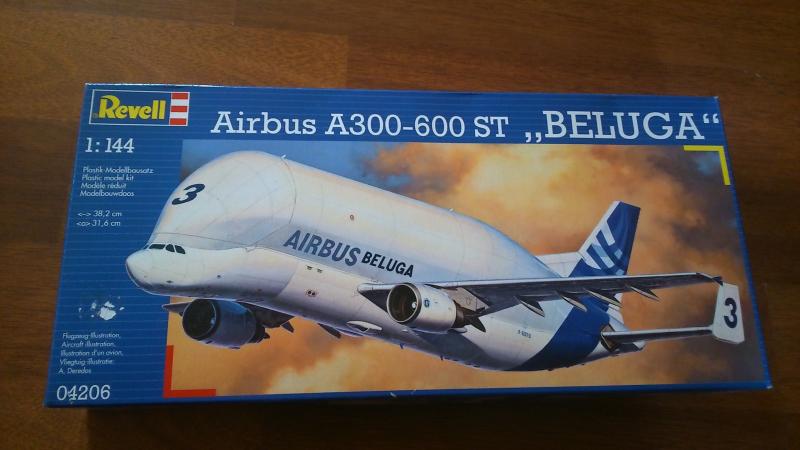 Revell
Airbus A300-600 ST „BELUGA“
1:144
Plastik-Modellbausatz
Plastic model kit
Modèle réduit
Modelbouwdoos
<-> 38,2 cm
<o> 31,6 cm
3
AIRBUS BELUGA
3
Flugzeug-Illustration,
Aircraft illustration,
Illustration d'un avion,
Vliegtuig-illustratie:
A. Deredos
04206